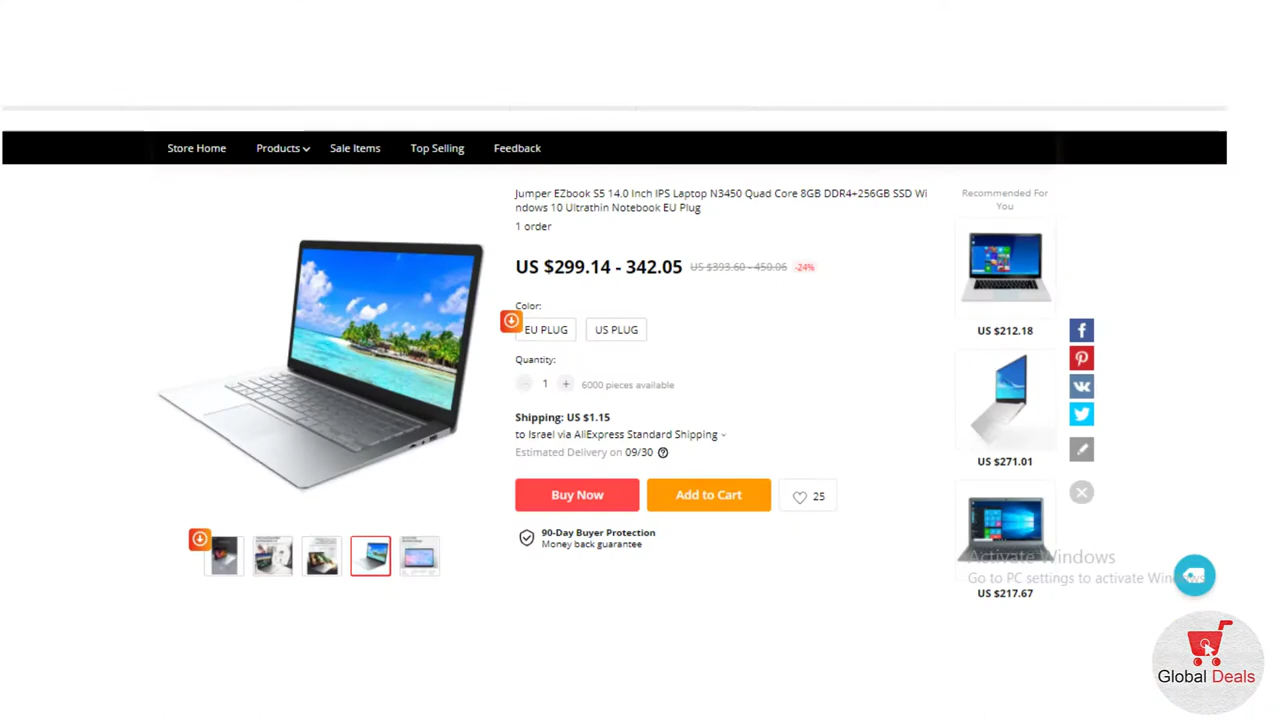 Store Home Products Sale Items Top Selling Feedback
Jumper EZbook S5 14.0 Inch IPS Laptop N3450 Quad Core 8GB DDR4+256GB SSD Wi
ndows 10 Ultrathin Notebook EU Plug
1 order
US $299.14 - 342.05 US $393.60 - 450.06 -24%
Color:
EU PLUG US PLUG
Quantity:
1 6000 pieces available
Shipping: US $1.15
to Israel via AliExpress Standard Shipping
Estimated Delivery on 09/30
Buy Now Add to Cart 25
90-Day Buyer Protection
Money back guarantee
Recommended For
You
US $212.18
US $271.01
US $217.67
Activate Windows
Go to PC settings to activate Windows
Global Deals